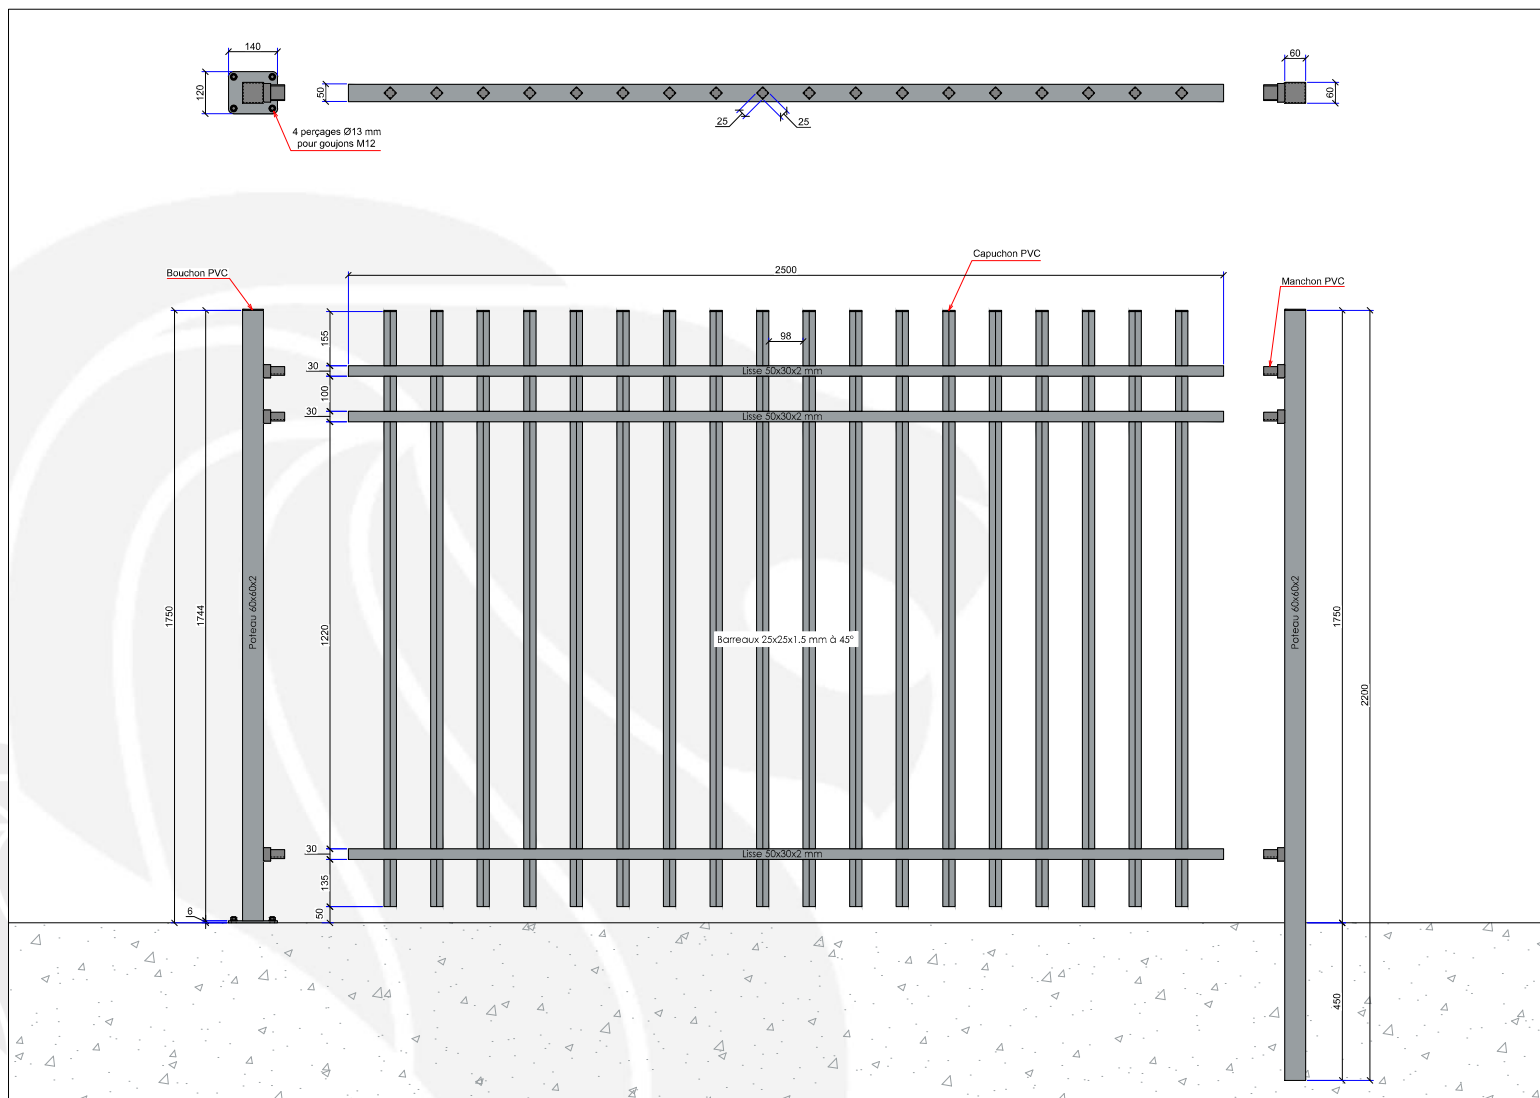 140
120
4 perçages Ø13 mm
pour goujons M12
50
25
25
60
60
Bouchon PVC
Capuchon PVC
Manchon PVC
2500
155
98
30
Lisse 50x30x2 mm
100
30
Lisse 50x30x2 mm
1750
1744
Poteau 60x60x2
1220
Barreaux 25x25x1.5 mm à 45°
Poteau 60x60x2
1750
2200
30
Lisse 50x30x2 mm
135
6
50
450